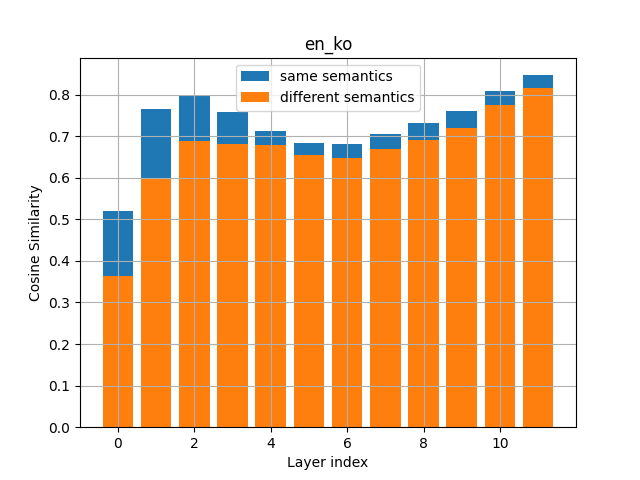 en_ko
same semantics
different semantics
Cosine Similarity
0.8
0.7
0.6
0.5
0.4
0.3
0.2
0.1
0.0
0 2 4 6 8 10
Layer index